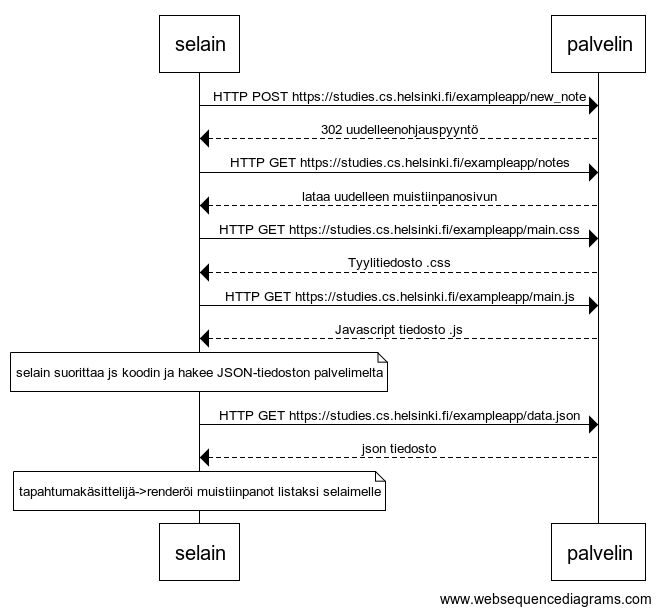 selain palvelin
HTTP POST https://studies.cs.helsinki.fi/exampleapp/new_note
302 uudelleenohjauspyyntö
HTTP GET https://studies.cs.helsinki.fi/exampleapp/notes
lataa uudelleen muistiinpanosivun
HTTP GET https://studies.cs.helsinki.fi/exampleapp/main.css
Tyylitiedosto .css
HTTP GET https://studies.cs.helsinki.fi/exampleapp/main.js
Javascript tiedosto .js
selain suorittaa js koodin ja hakee JSON-tiedoston palvelimelta
HTTP GET https://studies.cs.helsinki.fi/exampleapp/data.json
json tiedosto
tapahtumakäsittelijä->renderöi muistiinpanot listaksi selaimelle
selain palvelin
www.websequencediagrams.com